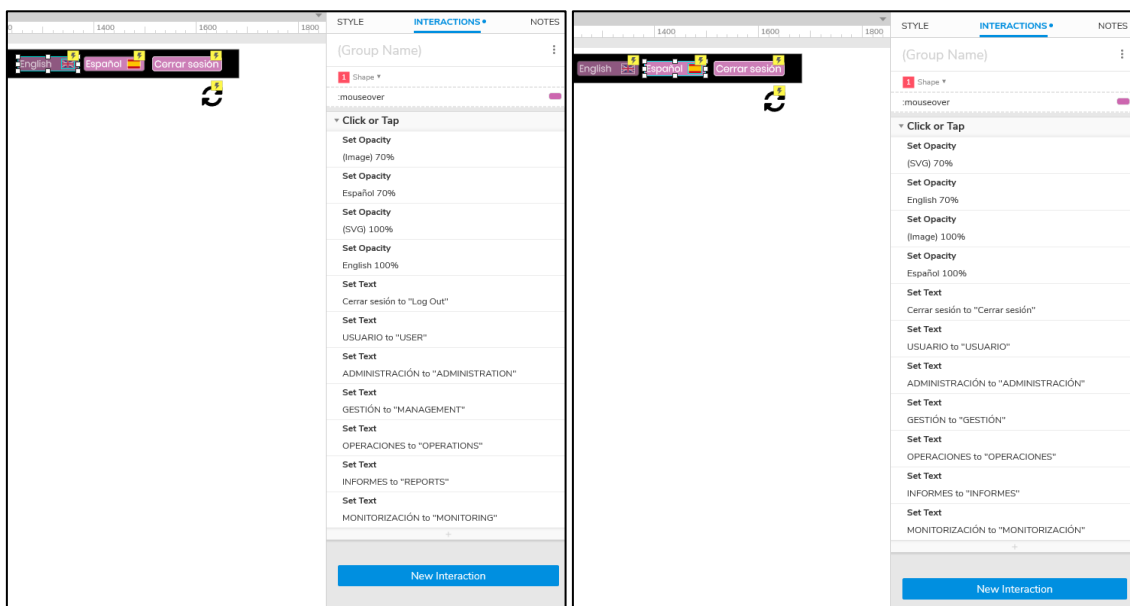 0 1400 1600 1800
English Español Cerrar sesión
STYLE INTERACTIONS NOTES
(Group Name)
1 Shape
:mouseover
Click or Tap
Set Opacity
(Image) 70%
Set Opacity
Español 70%
Set Opacity
(SVG) 100%
Set Opacity
English 100%
Set Text
Cerrar sesión to "Log Out"
Set Text
USUARIO to "USER"
Set Text
ADMINISTRACIÓN to "ADMINISTRATION"
Set Text
GESTIÓN to "MANAGEMENT"
Set Text
OPERACIONES to "OPERATIONS"
Set Text
INFORMES to "REPORTS"
Set Text
MONITORIZACIÓN to "MONITORING"
+
New Interaction
1400 1600 1800
English Español Cerrar sesión
STYLE INTERACTIONS NOTES
(Group Name)
1 Shape
:mouseover
Click or Tap
Set Opacity
(SVG) 70%
Set Opacity
English 70%
Set Opacity
(Image) 100%
Set Opacity
Español 100%
Set Text
Cerrar sesión to "Cerrar sesión"
Set Text
USUARIO to "USUARIO"
Set Text
ADMINISTRACIÓN to "ADMINISTRACIÓN"
Set Text
GESTIÓN to "GESTIÓN"
Set Text
OPERACIONES to "OPERACIONES"
Set Text
INFORMES to "INFORMES"
Set Text
MONITORIZACIÓN to "MONITORIZACIÓN"
+
New Interaction